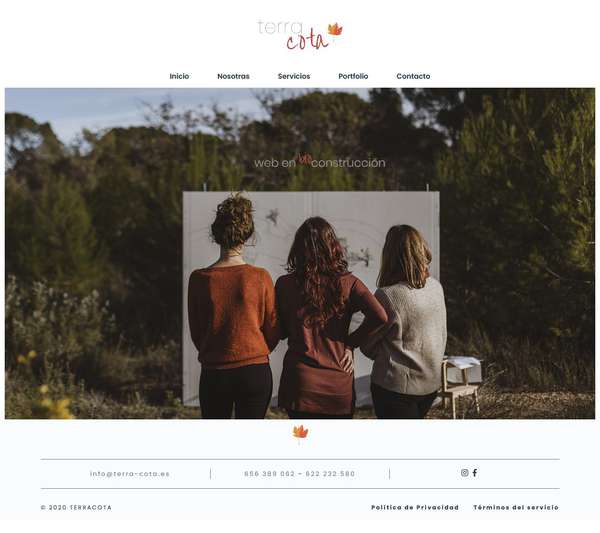 terra
cota
Inicio Nosotras Servicios Portfolio Contacto
web en construcción
info@terra-cota.es 656 389 062 - 622 232 580
© 2020 TERRACOTA Política de Privacidad Términos del servicio